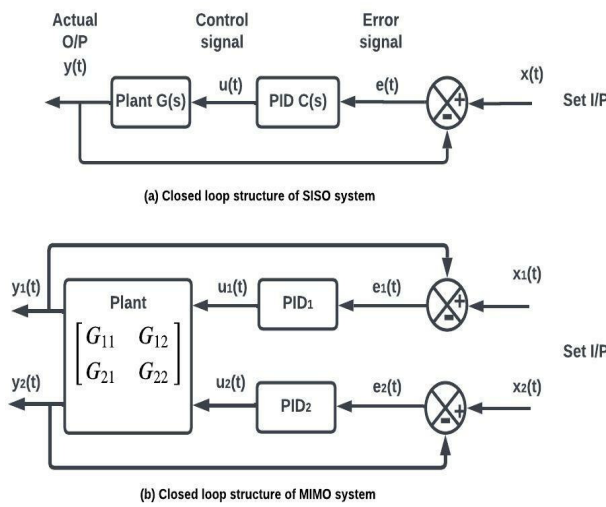 Actual
O/P
y(t)
Control
signal
Error
signal
Plant G(s)
u(t)
PID C(s)
e(t)
+
-
x(t)
Set I/P
(a) Closed loop structure of SISO system
y1(t)
Plant
G11 G12
G21 G22
u1(t)
PID1
e1(t)
+
-
x1(t)
Set I/P
y2(t)
u2(t)
PID2
e2(t)
+
-
x2(t)
(b) Closed loop structure of MIMO system